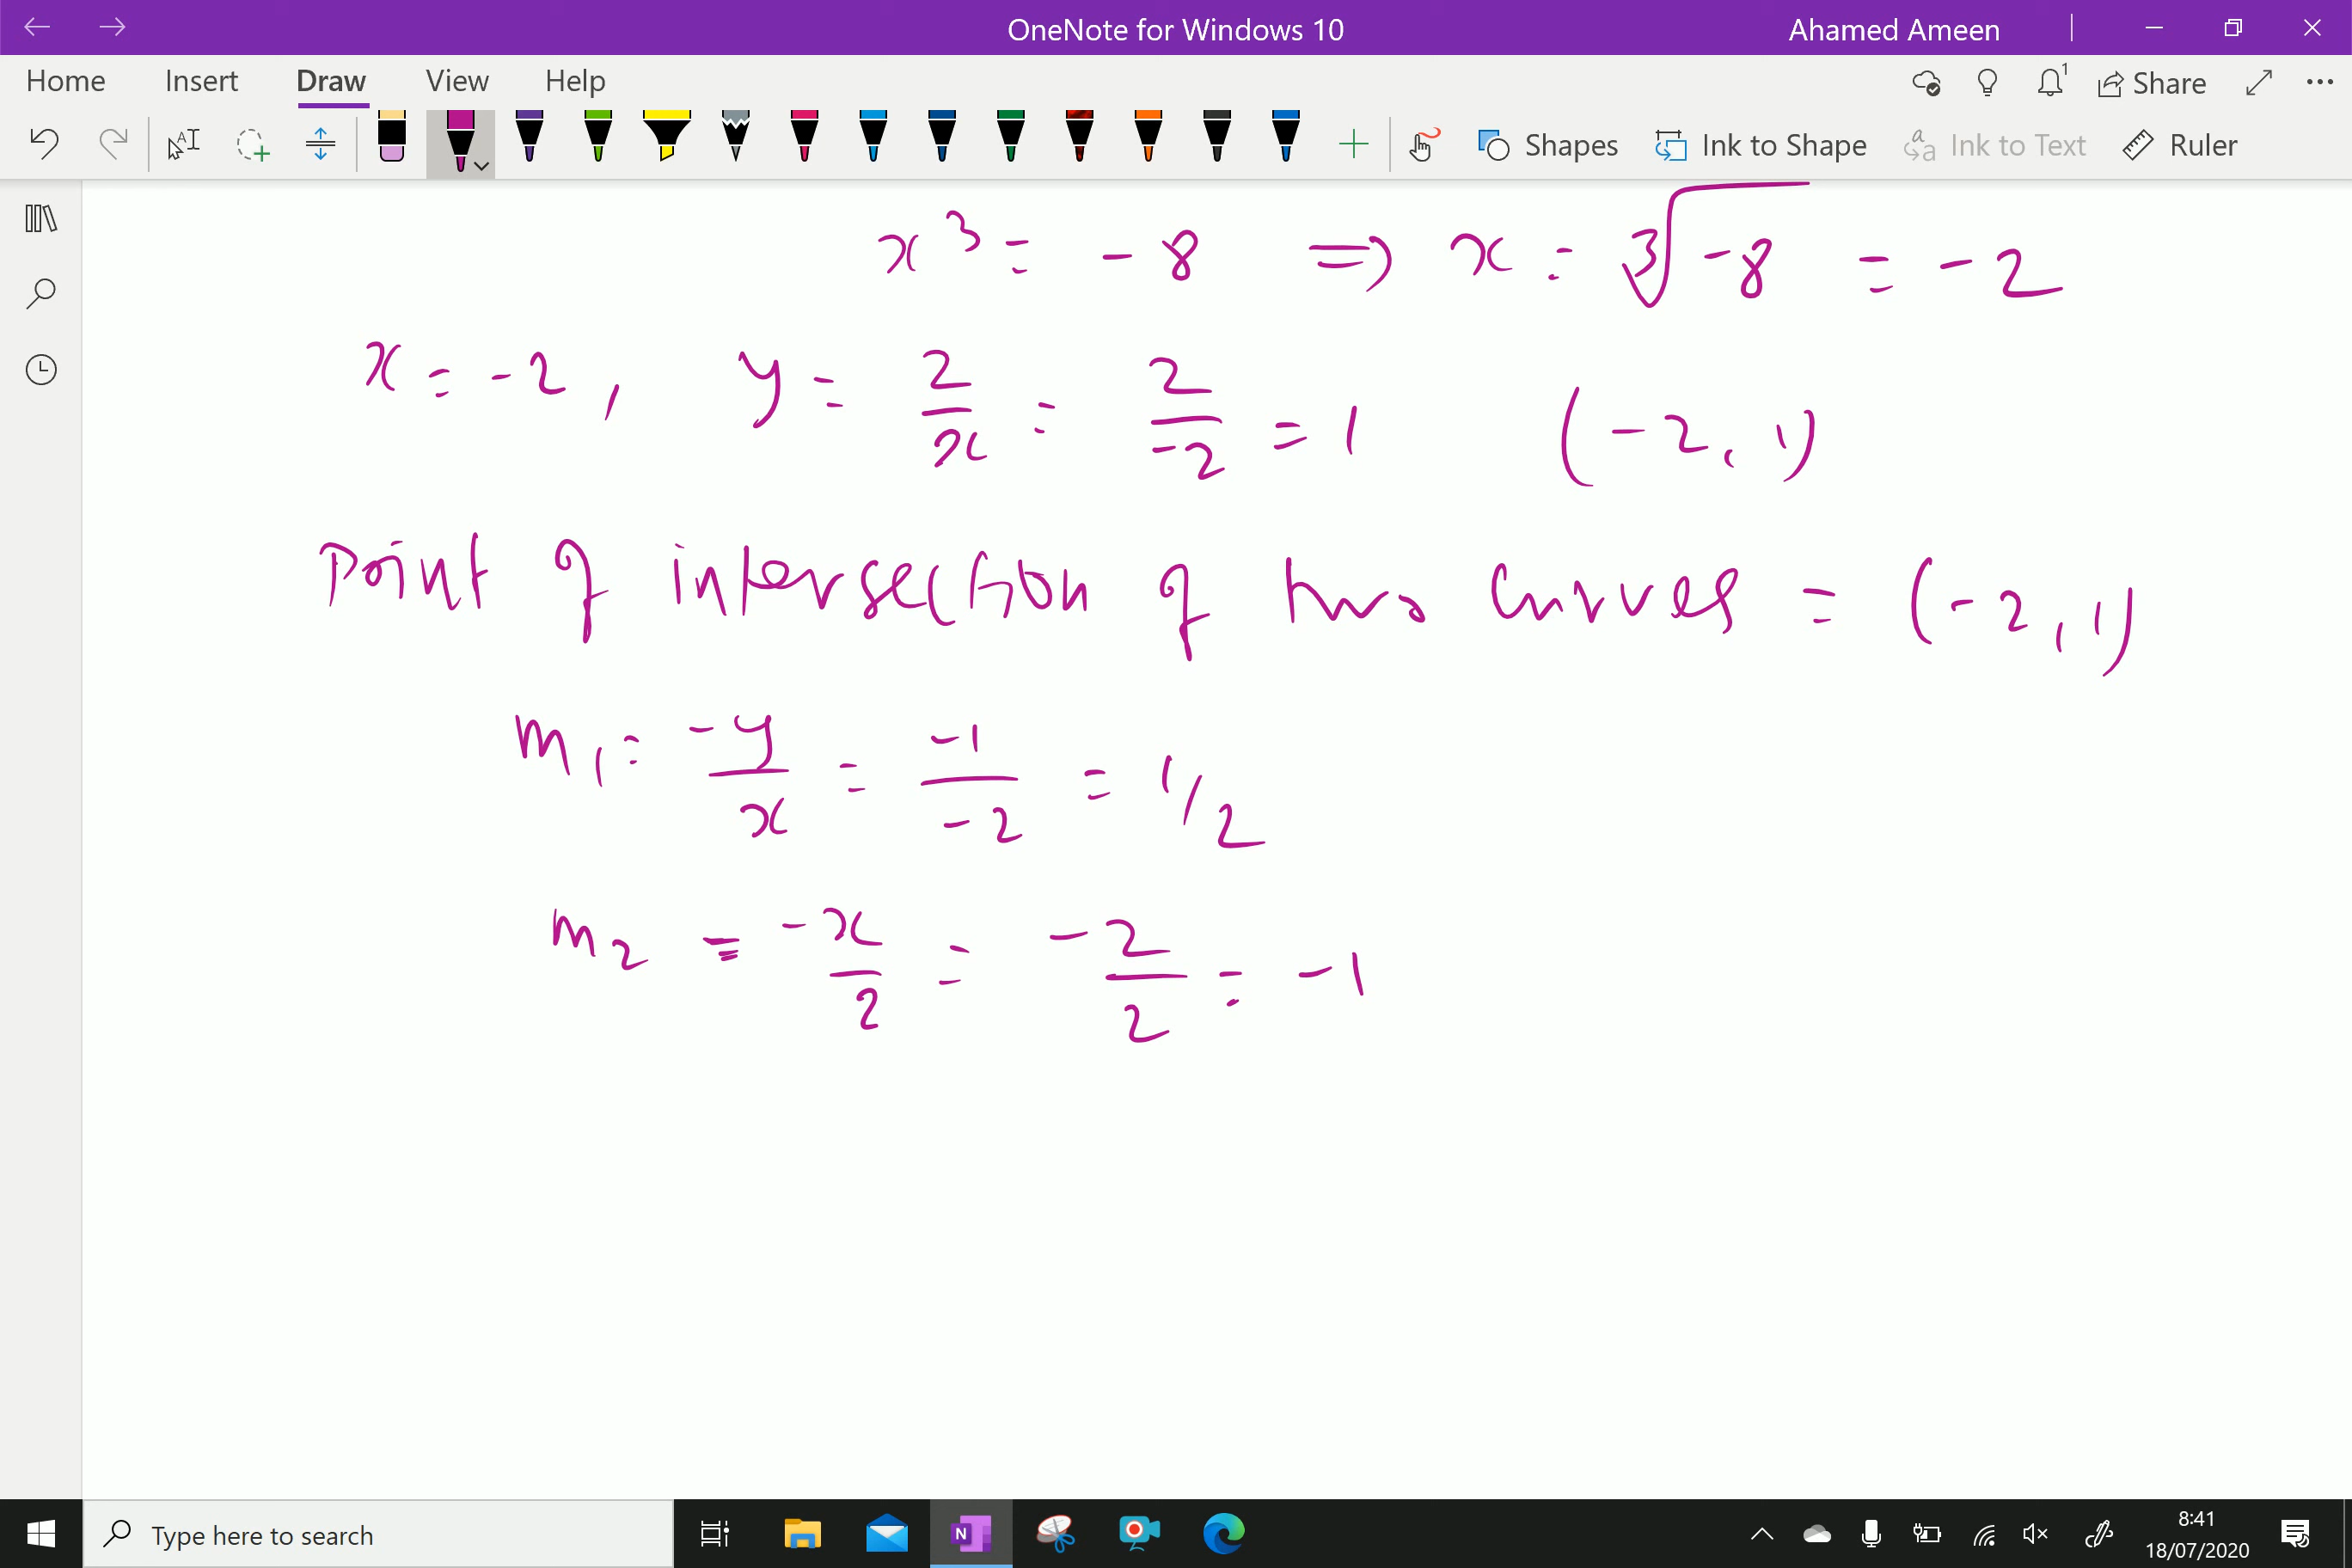 OneNote for Windows 10 Ahamed Ameen
Home Insert Draw View Help Share
Shapes Ink to Shape Ink to Text Ruler
x³ = -8 ⇒ x = ∛-8 = -2
x = -2, y = 2/x = 2/-2 = 1 (-2, 1)
Point of intersection of two curves = (-2, 1)
m₁ = -y/x = -1/-2 = 1/2
m₂ = -x/2 = -2/2 = -1
Type here to search
8:41
18/07/2020